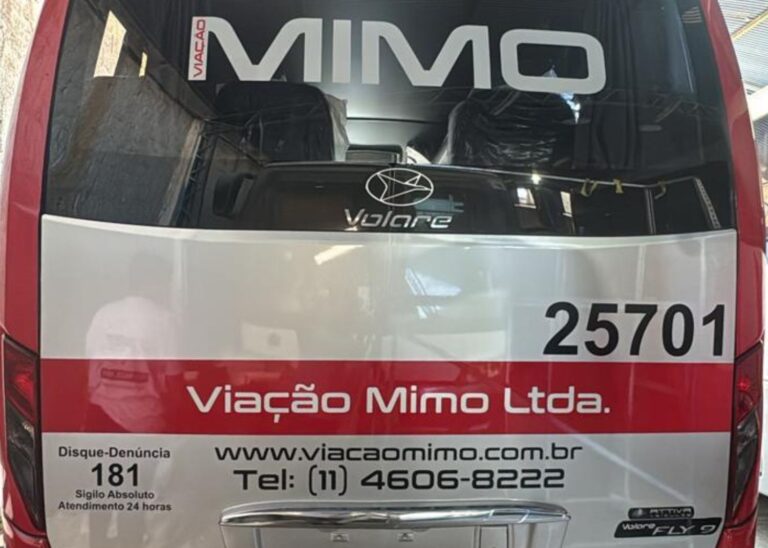 VIAÇÃO
MIMO
Volare
25701
Viação Mimo Ltda.
Disque-Denúncia
181
Sigilo Absoluto
Atendimento 24 horas
www.viacaomimo.com.br
Tel: (11) 4606-8222
Volare FLY 9